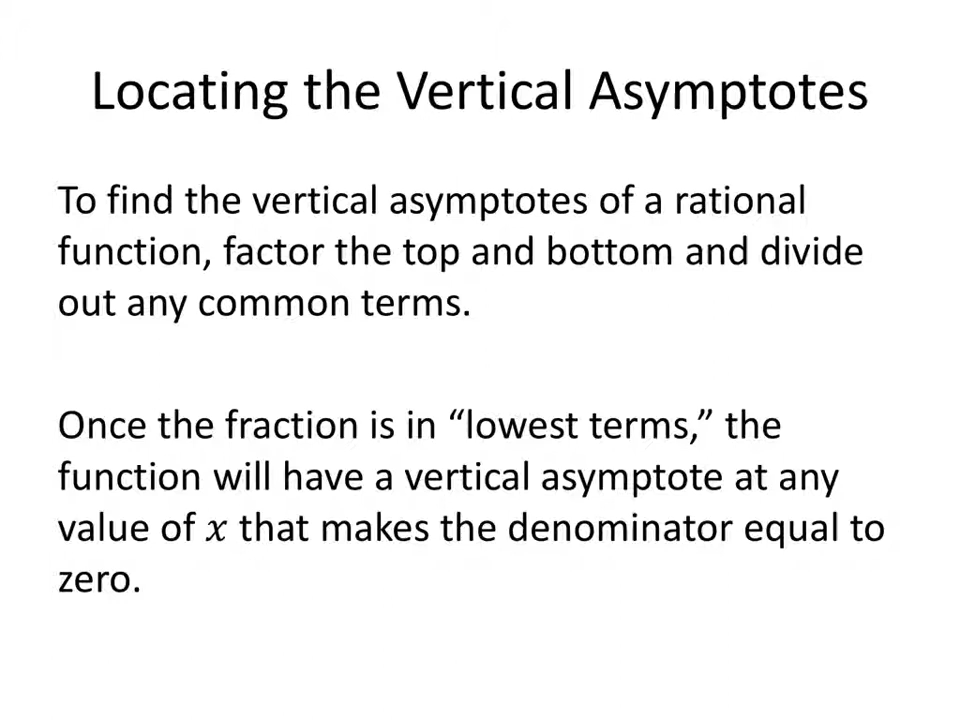 Locating the Vertical Asymptotes
To find the vertical asymptotes of a rational
function, factor the top and bottom and divide
out any common terms.
Once the fraction is in “lowest terms,” the
function will have a vertical asymptote at any
value of 𝑥 that makes the denominator equal to
zero.